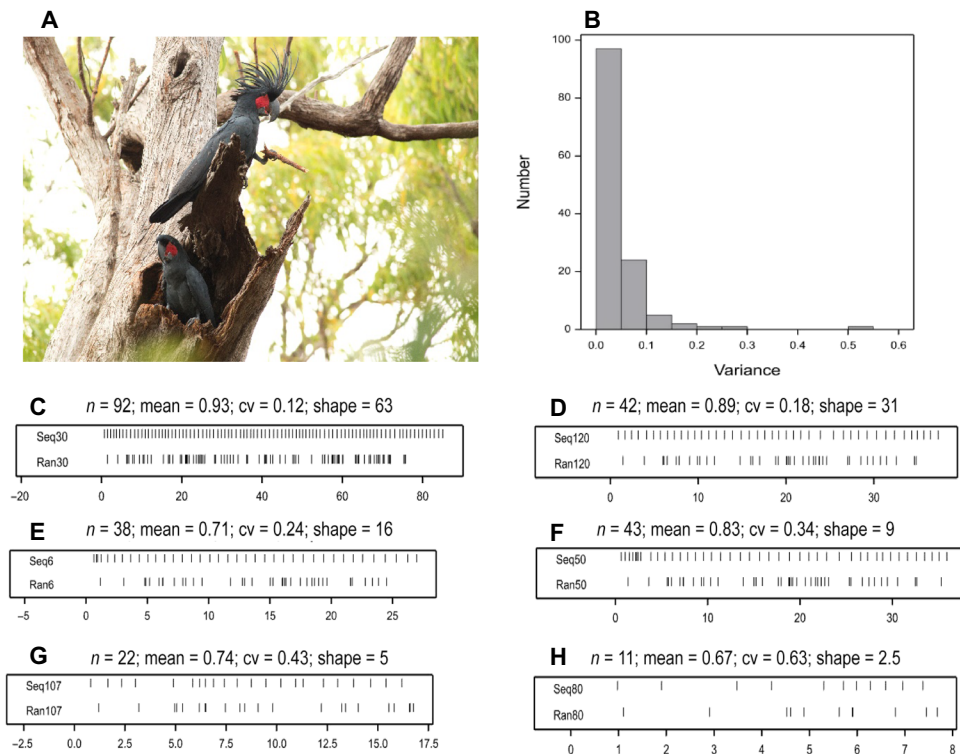 A
B
100
80
60
40
20
0
Number
0.0 0.1 0.2 0.3 0.4 0.5 0.6
Variance
C n = 92; mean = 0.93; cv = 0.12; shape = 63
Seq30
Ran30
–20 0 20 40 60 80
D n = 42; mean = 0.89; cv = 0.18; shape = 31
Seq120
Ran120
0 10 20 30
E n = 38; mean = 0.71; cv = 0.24; shape = 16
Seq6
Ran6
–5 0 5 10 15 20 25
F n = 43; mean = 0.83; cv = 0.34; shape = 9
Seq50
Ran50
0 10 20 30
G n = 22; mean = 0.74; cv = 0.43; shape = 5
Seq107
Ran107
–2.5 0.0 2.5 5.0 7.5 10.0 12.5 15.0 17.5
H n = 11; mean = 0.67; cv = 0.63; shape = 2.5
Seq80
Ran80
0 1 2 3 4 5 6 7 8